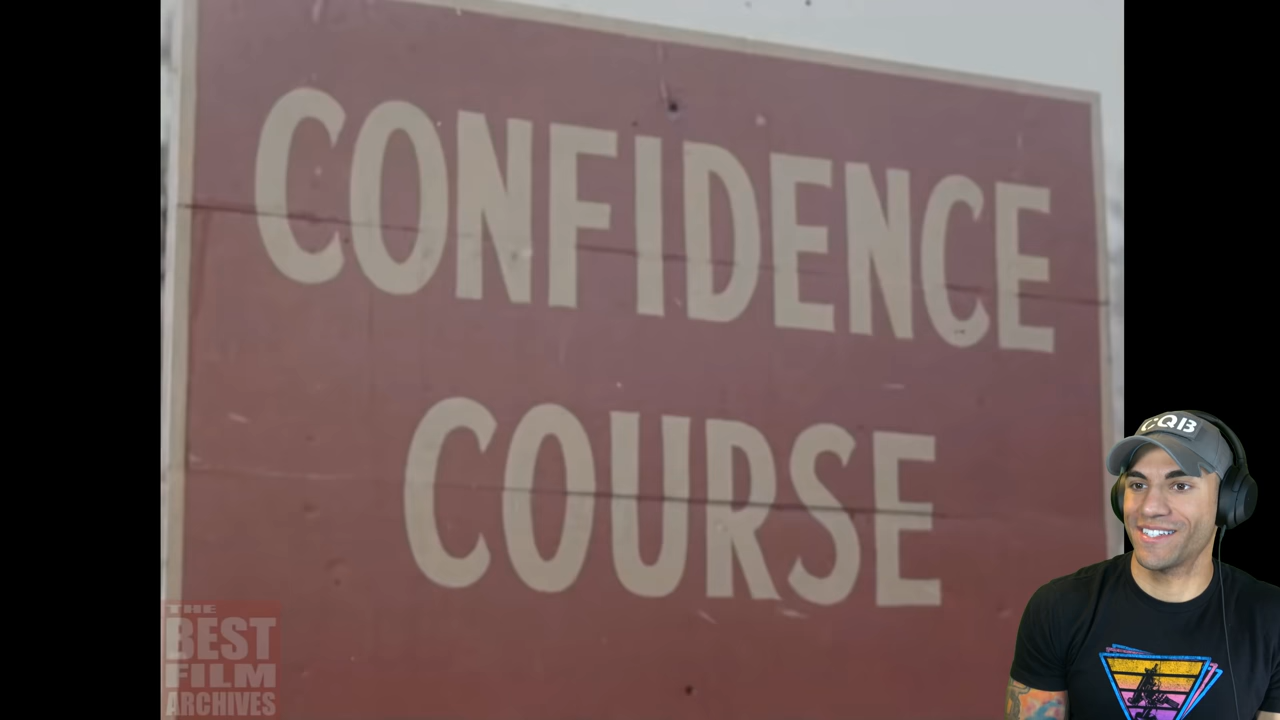 CONFIDENCE
COURSE
THE
BEST
FILM
ARCHIVES
CQB